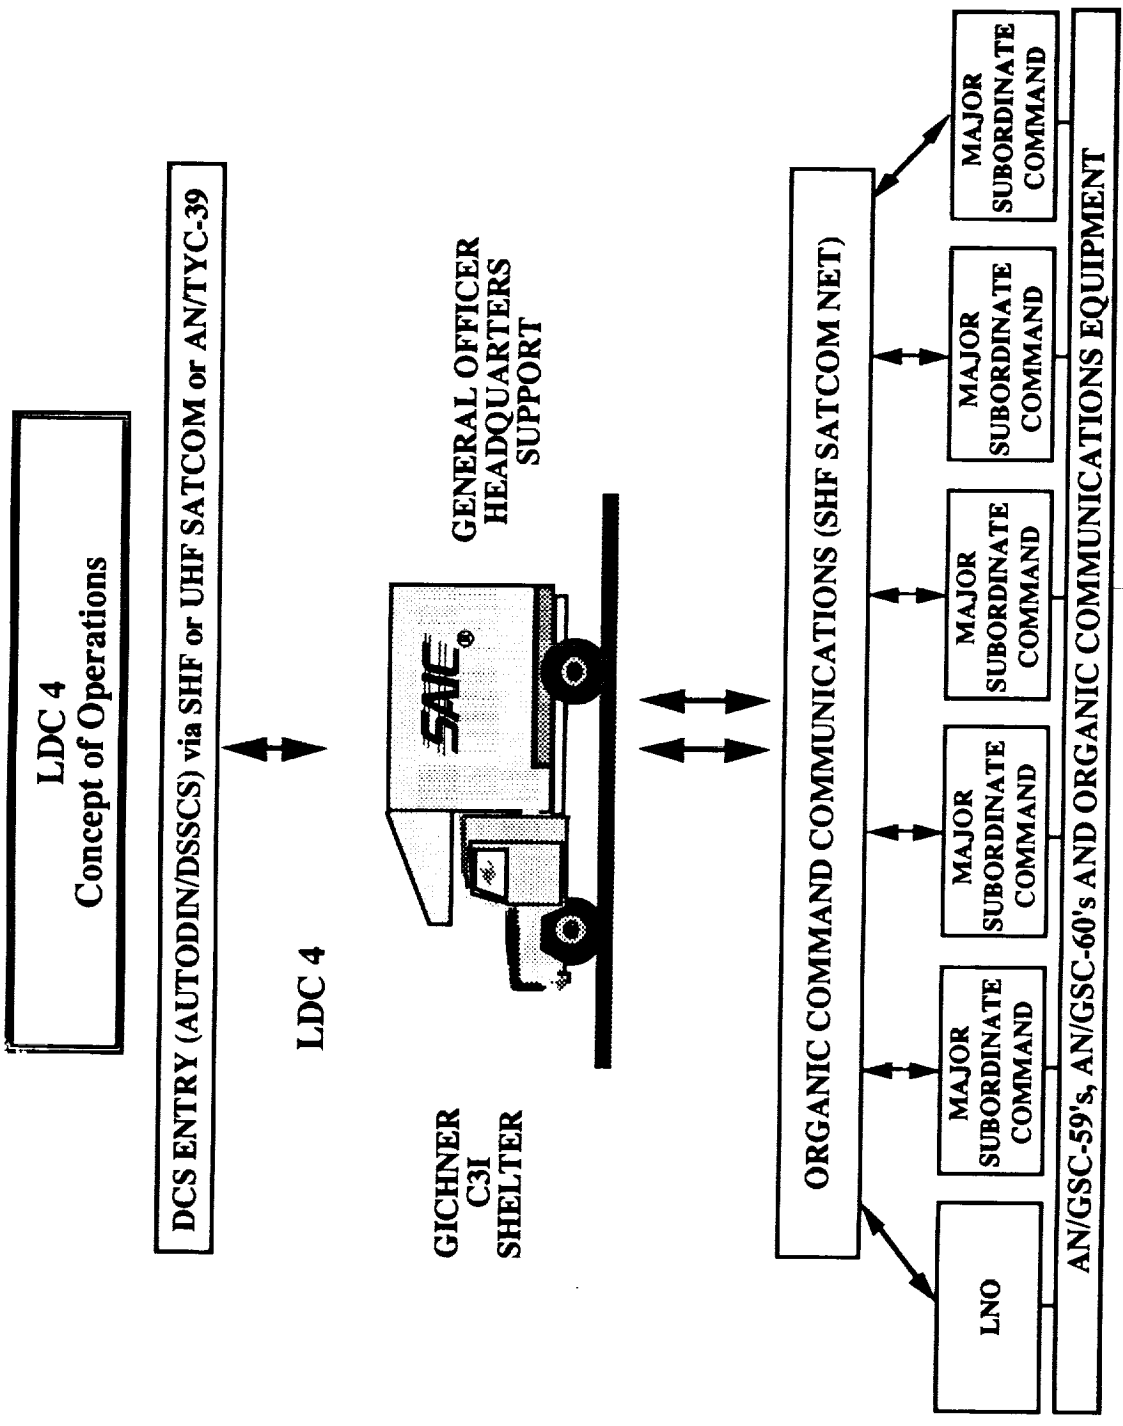 LDC 4
Concept of Operations
DCS ENTRY (AUTODIN/DSSCS) via SHF or UHF SATCOM or AN/TYC-39
LDC 4
GICHNER
C3I
SHELTER
SAIC®
GENERAL OFFICER
HEADQUARTERS
SUPPORT
ORGANIC COMMAND COMMUNICATIONS (SHF SATCOM NET)
LNO
MAJOR
SUBORDINATE
COMMAND
MAJOR
SUBORDINATE
COMMAND
MAJOR
SUBORDINATE
COMMAND
MAJOR
SUBORDINATE
COMMAND
MAJOR
SUBORDINATE
COMMAND
AN/GSC-59's, AN/GSC-60's AND ORGANIC COMMUNICATIONS EQUIPMENT